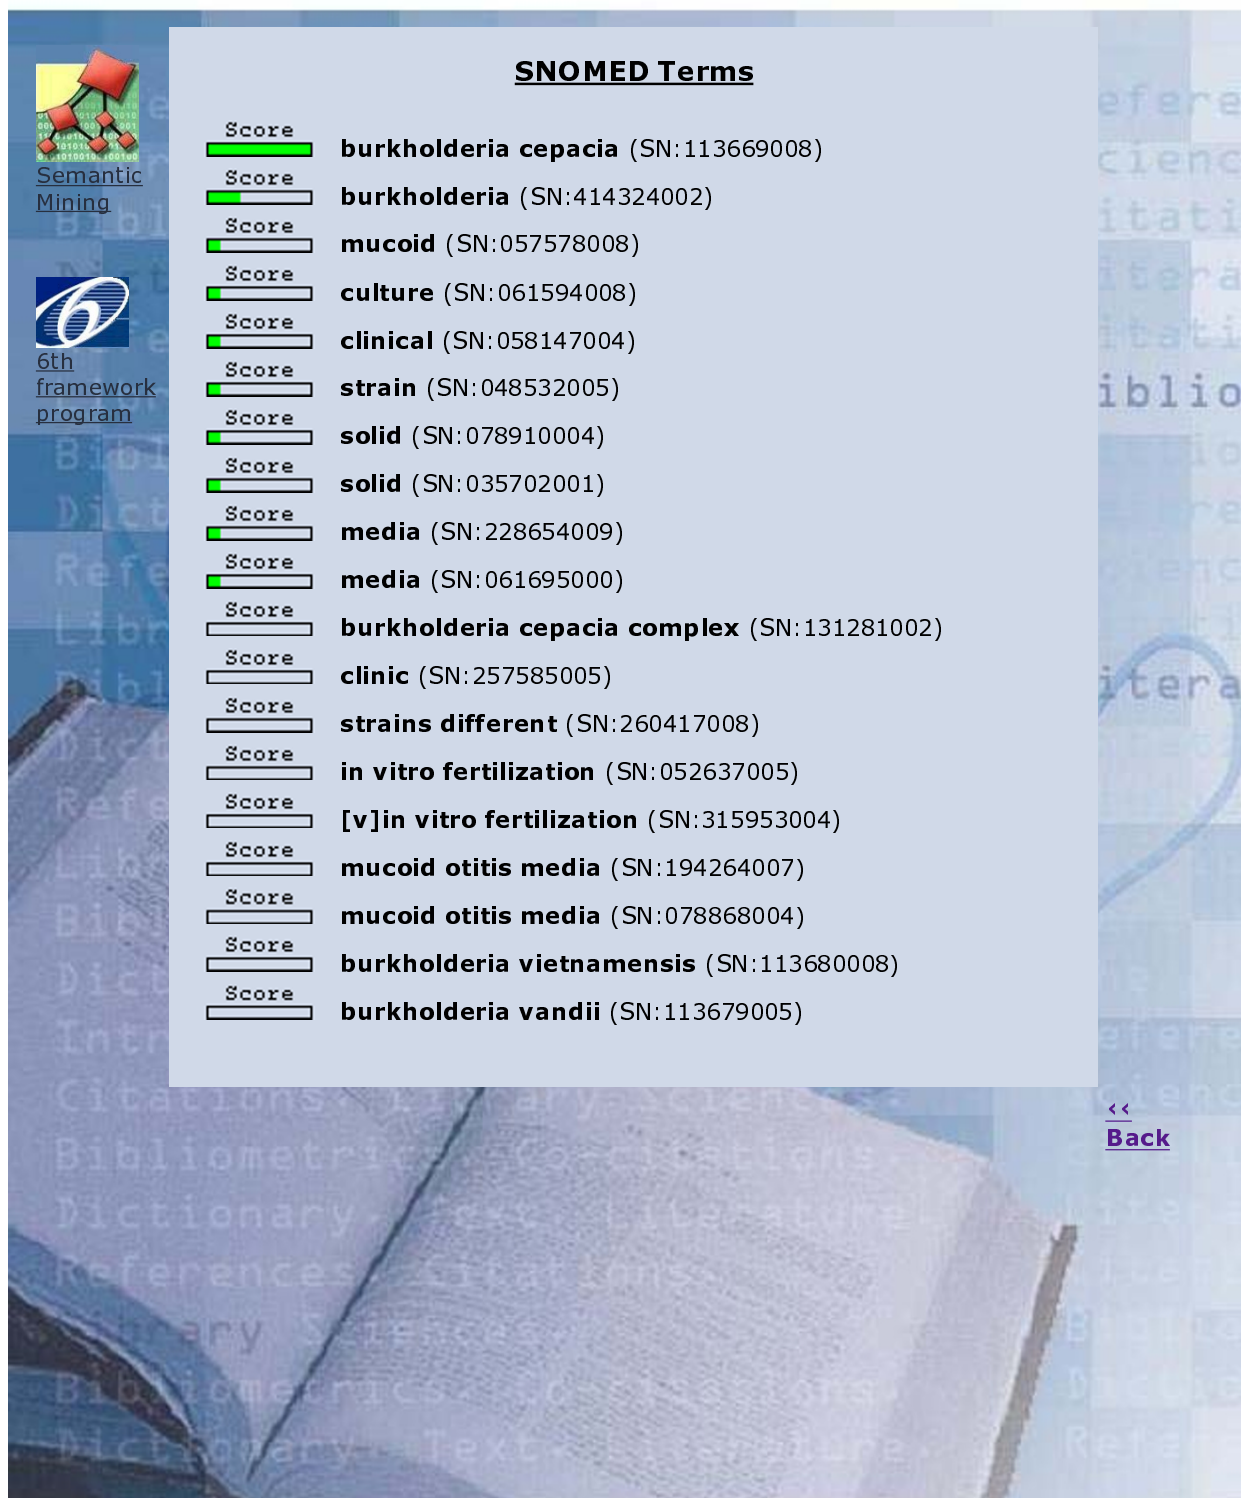 SNOMED Terms
Score
burkholderia cepacia (SN:113669008)
Score
burkholderia (SN:414324002)
Score
mucoid (SN:057578008)
Score
culture (SN:061594008)
Score
clinical (SN:058147004)
Score
strain (SN:048532005)
Score
solid (SN:078910004)
Score
solid (SN:035702001)
Score
media (SN:228654009)
Score
media (SN:061695000)
Score
burkholderia cepacia complex (SN:131281002)
Score
clinic (SN:257585005)
Score
strains different (SN:260417008)
Score
in vitro fertilization (SN:052637005)
Score
[v]in vitro fertilization (SN:315953004)
Score
mucoid otitis media (SN:194264007)
Score
mucoid otitis media (SN:078868004)
Score
burkholderia vietnamensis (SN:113680008)
Score
burkholderia vandii (SN:113679005)
Semantic
Mining
6th
framework
program
‹‹
Back